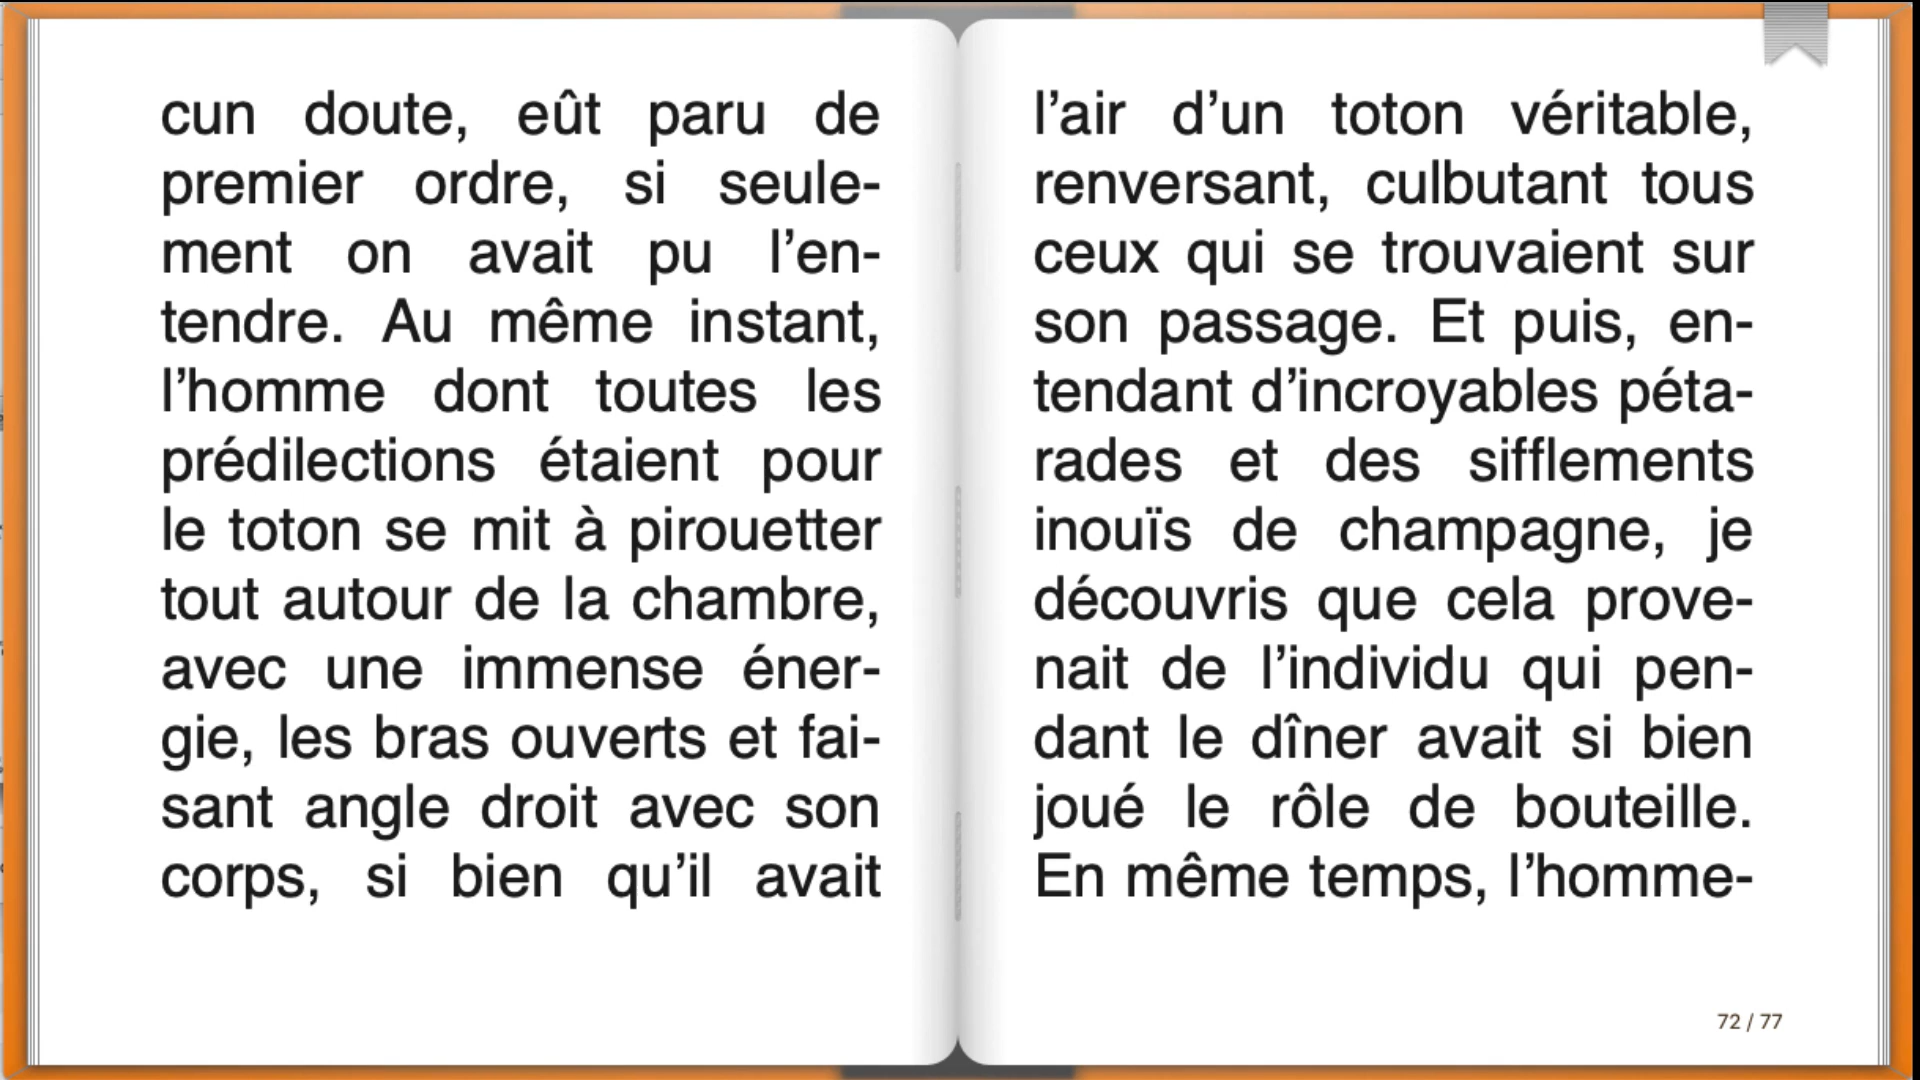 cun doute, eût paru de
premier ordre, si seule-
ment on avait pu l’en-
tendre. Au même instant,
l’homme dont toutes les
prédilections étaient pour
le toton se mit à pirouetter
tout autour de la chambre,
avec une immense éner-
gie, les bras ouverts et fai-
sant angle droit avec son
corps, si bien qu’il avait
l’air d’un toton véritable,
renversant, culbutant tous
ceux qui se trouvaient sur
son passage. Et puis, en-
tendant d’incroyables péta-
rades et des sifflements
inouïs de champagne, je
découvris que cela prove-
nait de l’individu qui pen-
dant le dîner avait si bien
joué le rôle de bouteille.
En même temps, l’homme-
72 / 77